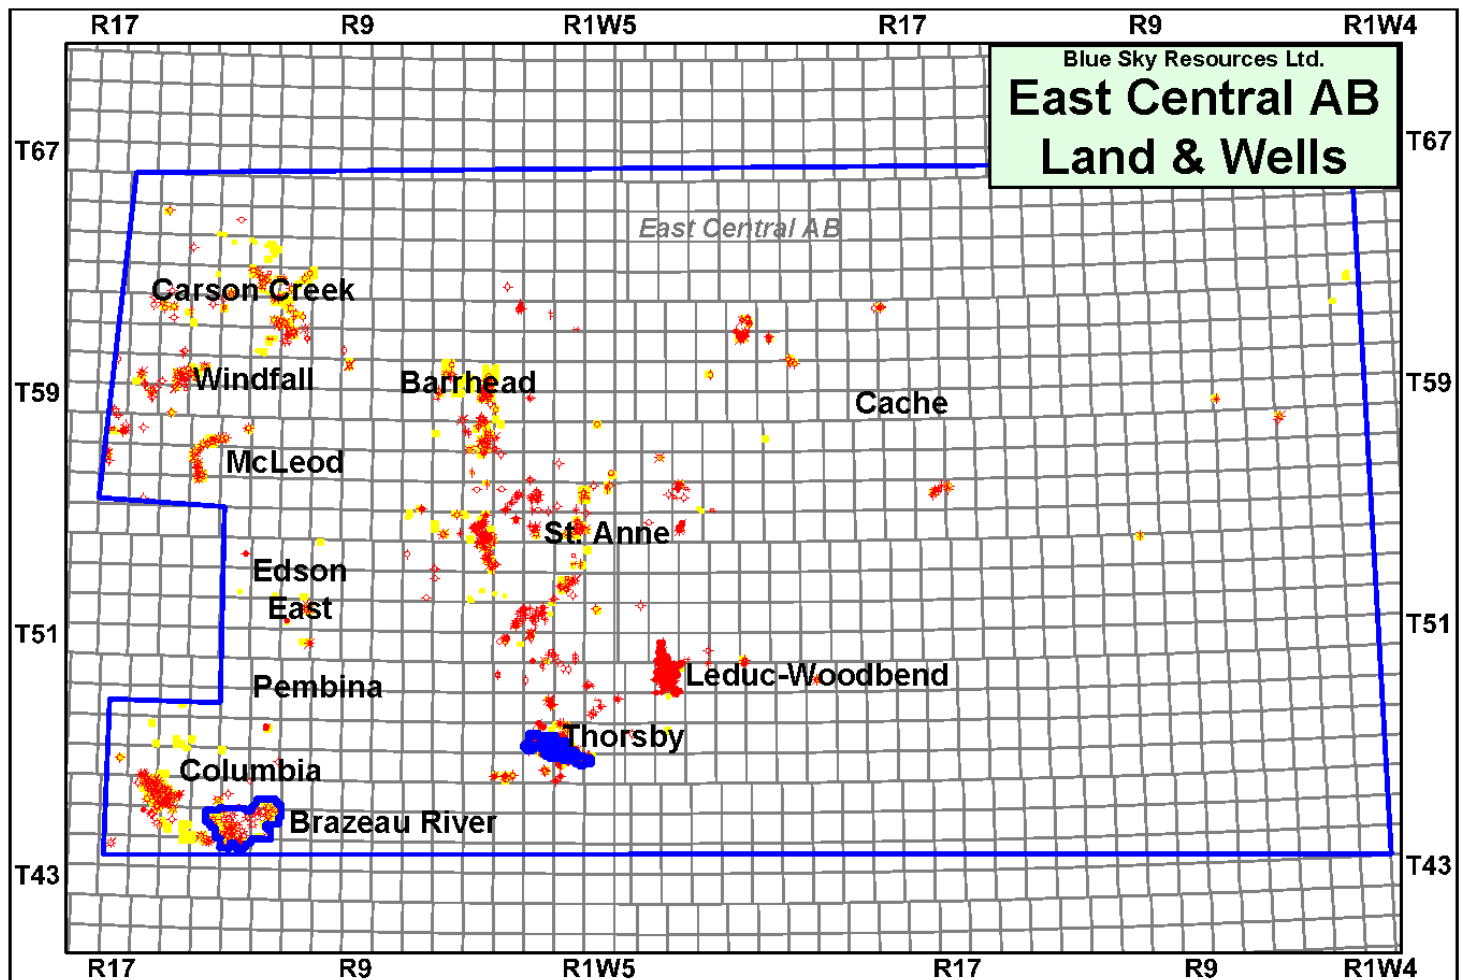 R17 R9 R1W5 R17 R9 R1W4
Blue Sky Resources Ltd.
East Central AB
Land & Wells
T67 T67
East Central AB
Carson Creek
Windfall
Barrhead
T59 T59
Cache
McLeod
St. Anne
Edson
East
T51 T51
Leduc-Woodbend
Pembina
Thorsby
Columbia
Brazeau River
T43 T43
R17 R9 R1W5 R17 R9 R1W4